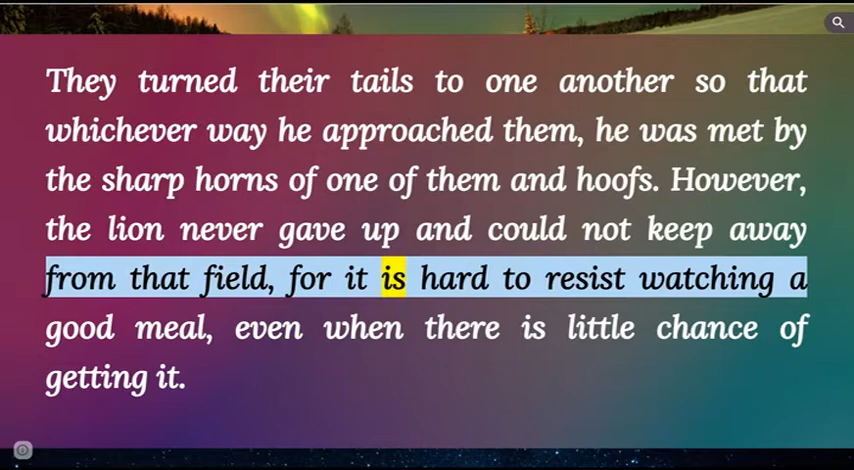 They turned their tails to one another so that
whichever way he approached them, he was met by
the sharp horns of one of them and hoofs. However,
the lion never gave up and could not keep away
from that field, for it is hard to resist watching a
good meal, even when there is little chance of
getting it.